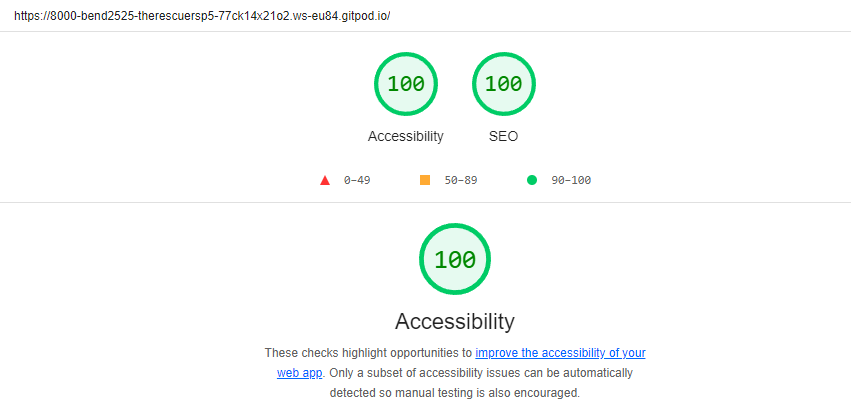 https://8000-bend2525-therescuersp5-77ck14x21o2.ws-eu84.gitpod.io/
100 100
Accessibility SEO
0–49 50–89 90–100
100
Accessibility
These checks highlight opportunities to improve the accessibility of your
web app. Only a subset of accessibility issues can be automatically
detected so manual testing is also encouraged.